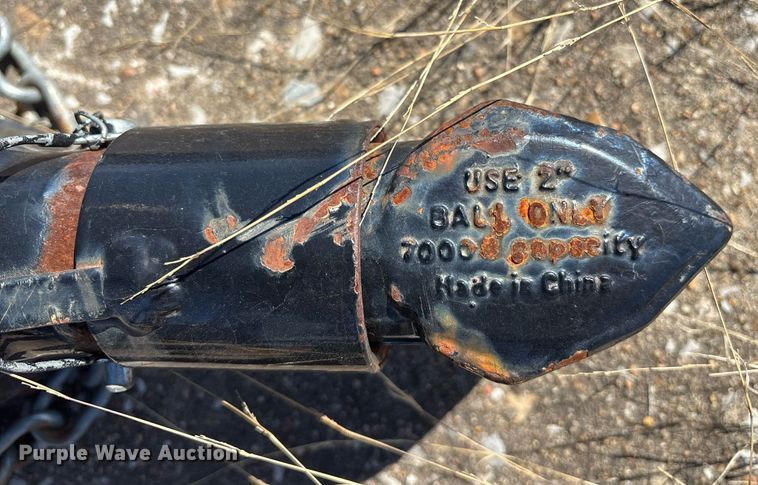 USE 2"
BALL ONLY
7000# capacity
Made in China
Purple Wave Auction